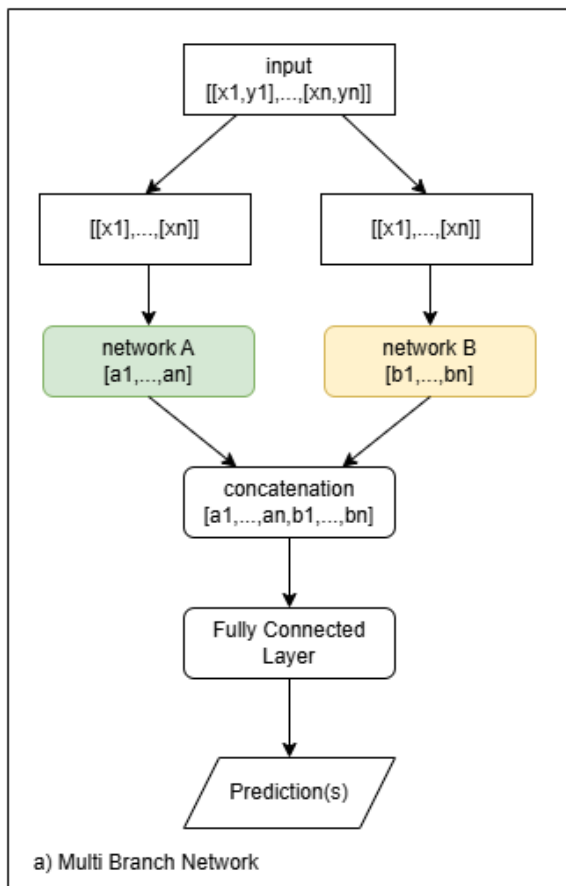 input
[[x1,y1],...,[xn,yn]]
[[x1],...,[xn]]
[[x1],...,[xn]]
network A
[a1,...,an]
network B
[b1,...,bn]
concatenation
[a1,...,an,b1,...,bn]
Fully Connected
Layer
Prediction(s)
a) Multi Branch Network